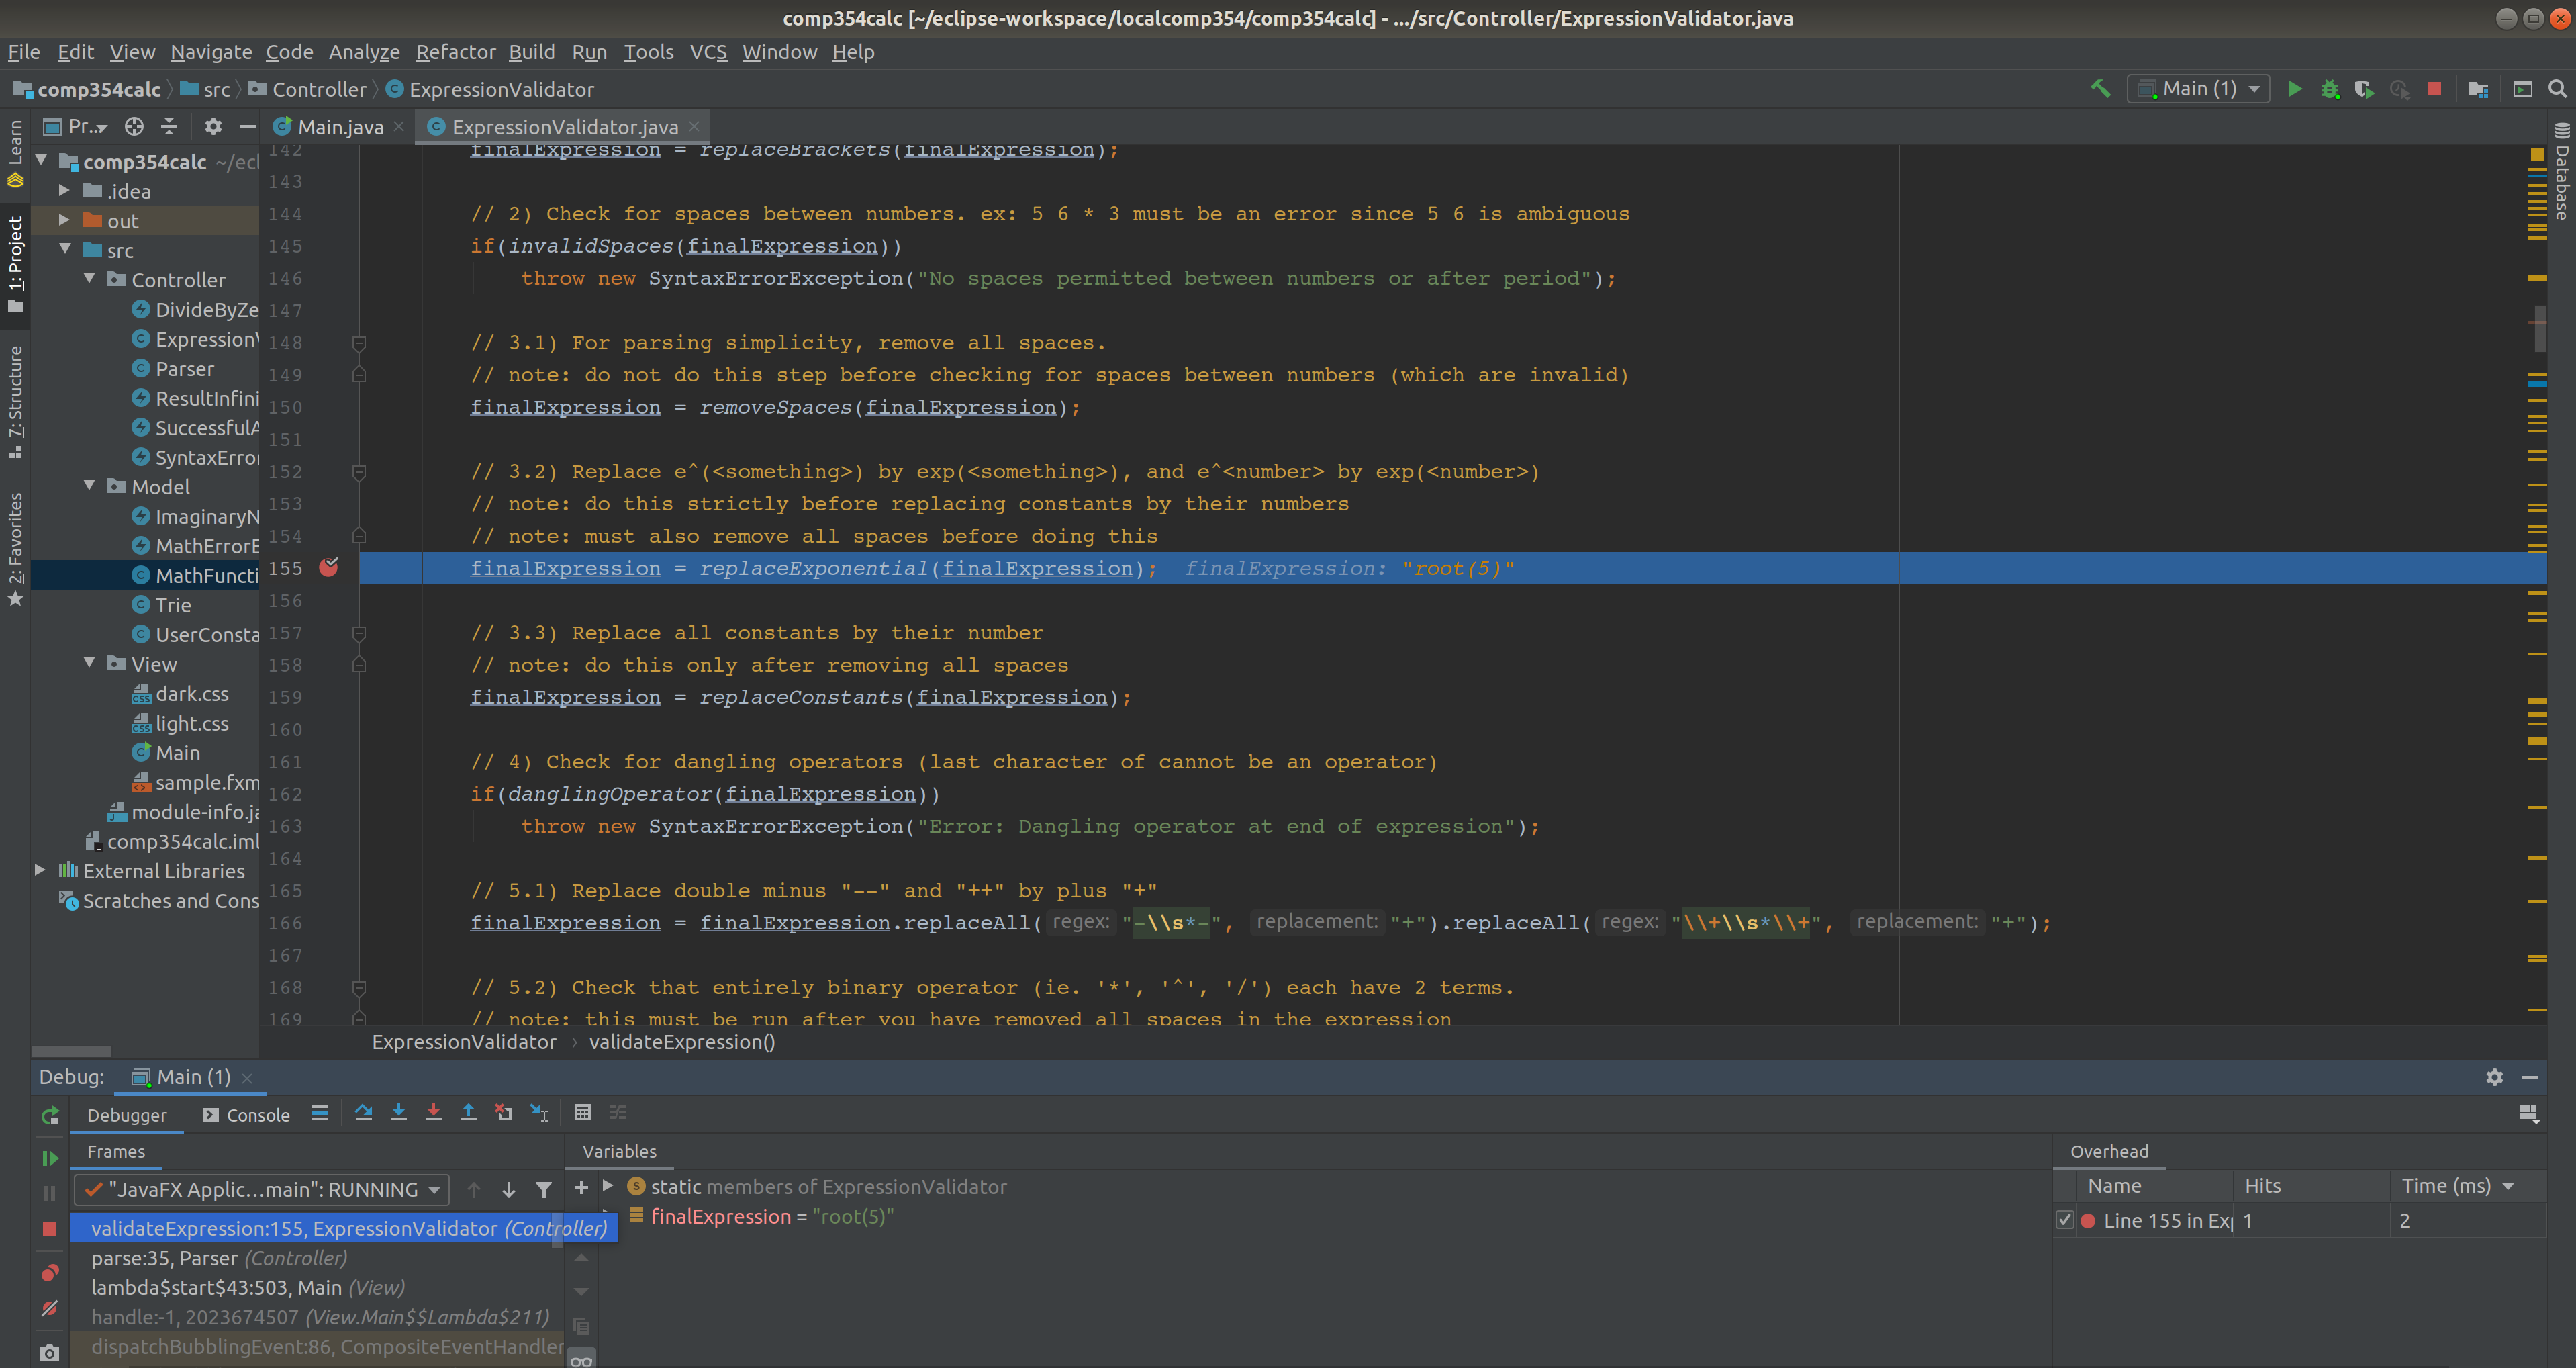 comp354calc [~/eclipse-workspace/localcomp354/comp354calc] - .../src/Controller/ExpressionValidator.java
File Edit View Navigate Code Analyze Refactor Build Run Tools VCS Window Help
comp354calc src Controller ExpressionValidator
Main (1)
Pr...
Main.java
ExpressionValidator.java
Learn
1: Project
7: Structure
2: Favorites
Database
comp354calc ~/ecl
.idea
out
src
Controller
DivideByZe
ExpressionV
Parser
ResultInfini
SuccessfulA
SyntaxErro
Model
ImaginaryN
MathErrorE
MathFuncti
Trie
UserConsta
View
dark.css
light.css
Main
sample.fxm
module-info.ja
comp354calc.iml
External Libraries
Scratches and Cons
142 finalExpression = replaceBrackets(finalExpression);
143
144 // 2) Check for spaces between numbers. ex: 5 6 * 3 must be an error since 5 6 is ambiguous
145 if(invalidSpaces(finalExpression))
146 throw new SyntaxErrorException("No spaces permitted between numbers or after period");
147
148 // 3.1) For parsing simplicity, remove all spaces.
149 // note: do not do this step before checking for spaces between numbers (which are invalid)
150 finalExpression = removeSpaces(finalExpression);
151
152 // 3.2) Replace e^(<something>) by exp(<something>), and e^<number> by exp(<number>)
153 // note: do this strictly before replacing constants by their numbers
154 // note: must also remove all spaces before doing this
155 finalExpression = replaceExponential(finalExpression); finalExpression: "root(5)"
156
157 // 3.3) Replace all constants by their number
158 // note: do this only after removing all spaces
159 finalExpression = replaceConstants(finalExpression);
160
161 // 4) Check for dangling operators (last character of cannot be an operator)
162 if(danglingOperator(finalExpression))
163 throw new SyntaxErrorException("Error: Dangling operator at end of expression");
164
165 // 5.1) Replace double minus "--" and "++" by plus "+"
166 finalExpression = finalExpression.replaceAll( regex: "-\\s*-", replacement: "+").replaceAll( regex: "\\+\\s*\\+", replacement: "+");
167
168 // 5.2) Check that entirely binary operator (ie. '*', '^', '/') each have 2 terms.
169 // note: this must be run after you have removed all spaces in the expression
ExpressionValidator › validateExpression()
Debug: Main (1)
Debugger Console
Frames
"JavaFX Applic...main": RUNNING
validateExpression:155, ExpressionValidator (Controller)
parse:35, Parser (Controller)
lambda$start$43:503, Main (View)
handle:-1, 2023674507 (View.Main$$Lambda$211)
dispatchBubblingEvent:86, CompositeEventHandler
Variables
static members of ExpressionValidator
finalExpression = "root(5)"
Overhead
Name Hits Time (ms)
Line 155 in Exp 1 2